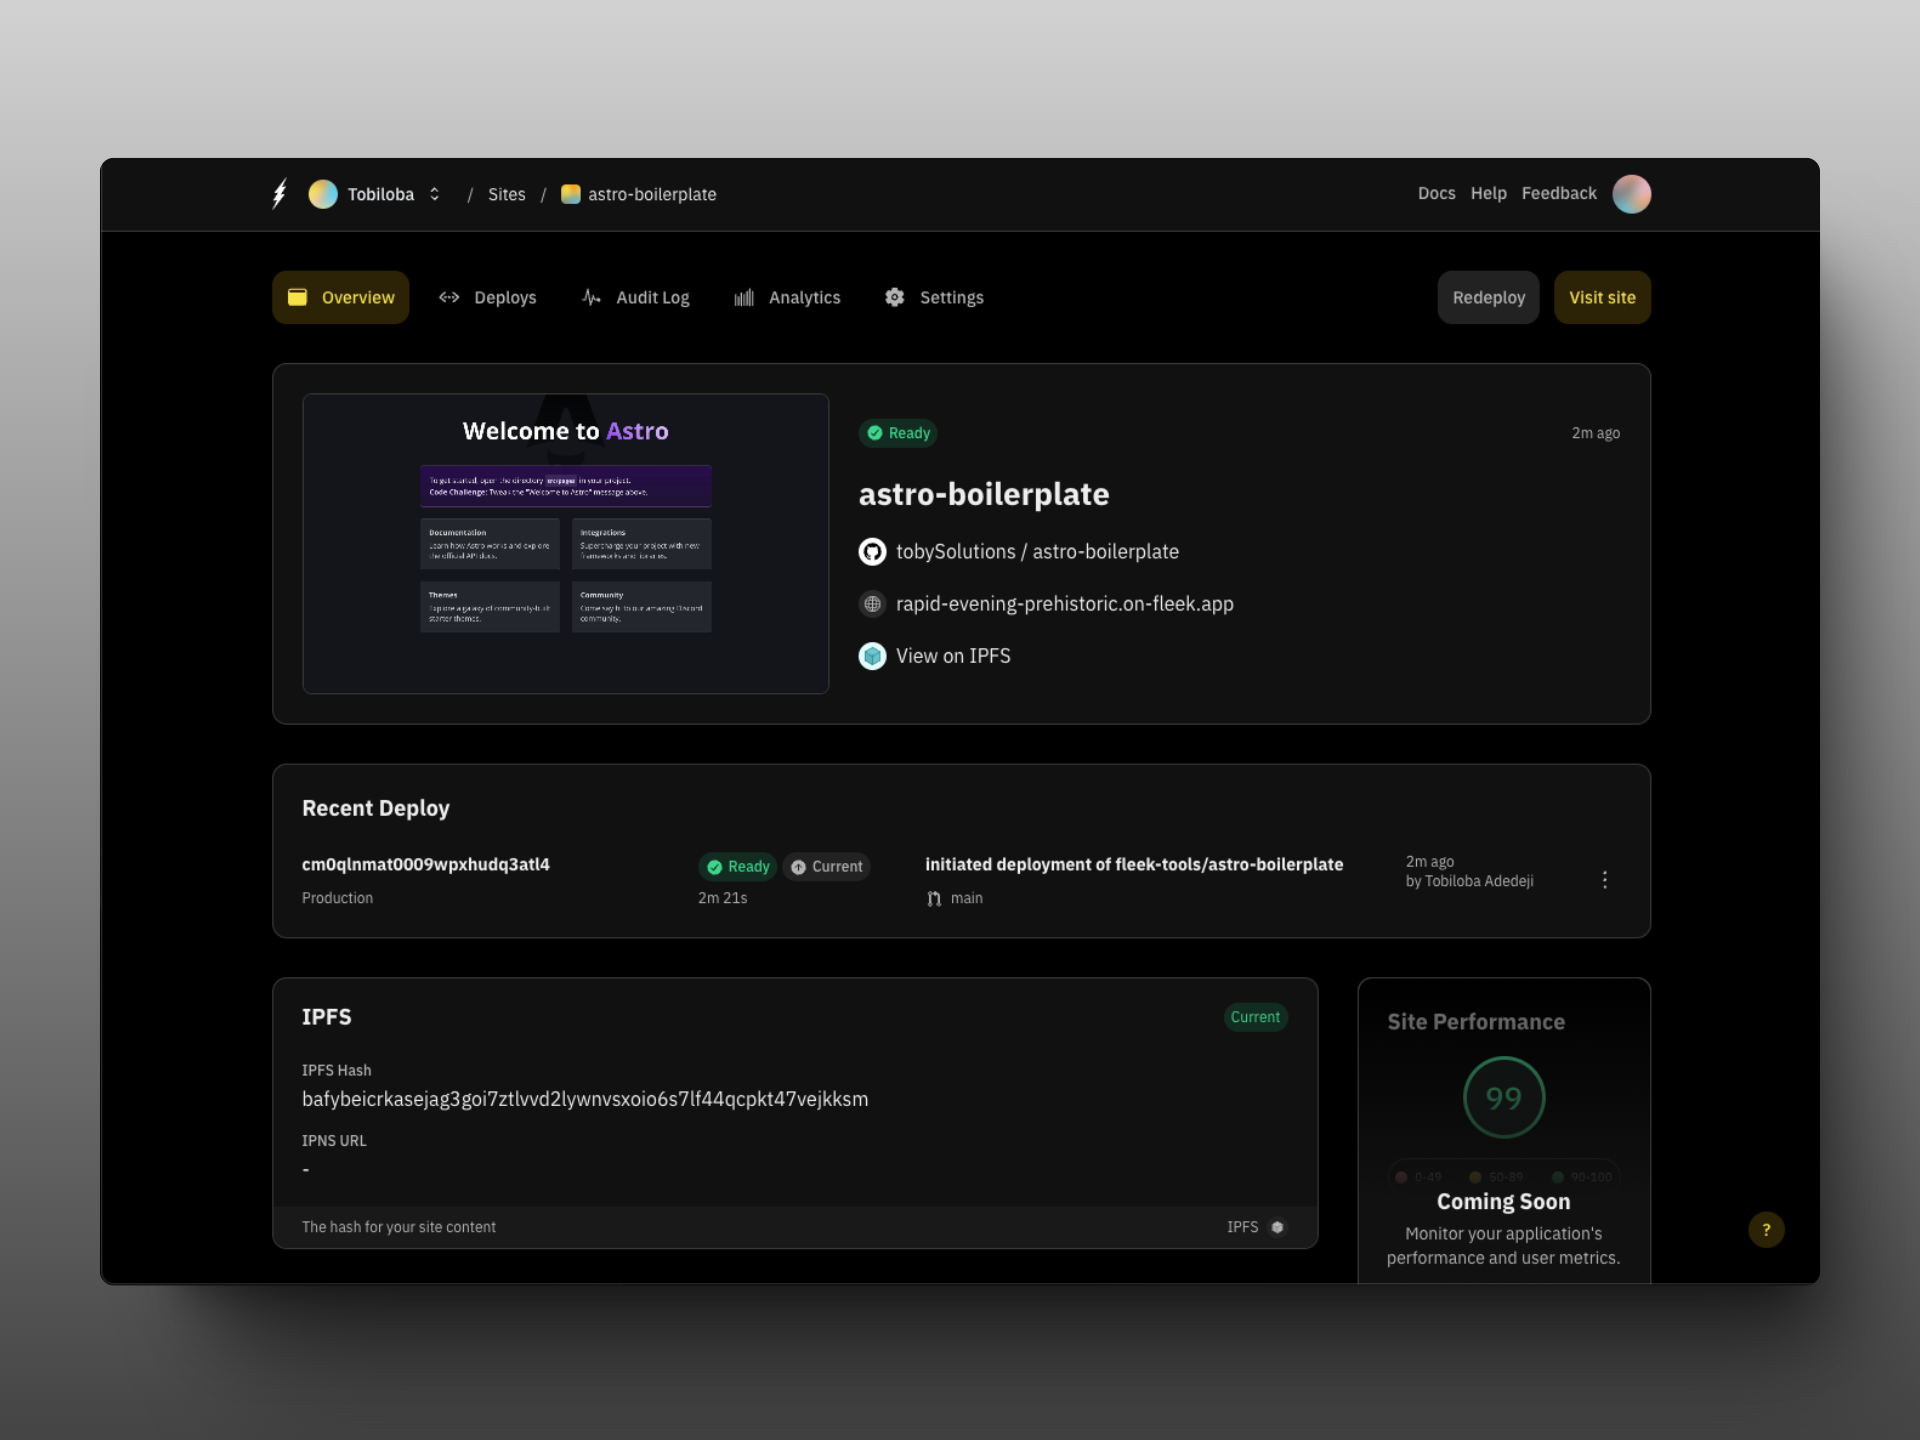 Tobiloba / Sites / astro-boilerplate
Docs Help Feedback
Overview Deploys Audit Log Analytics Settings
Redeploy Visit site
Welcome to Astro
To get started, open the directory src/pages in your project.
Code Challenge: Tweak the "Welcome to Astro" message above.
Documentation
Learn how Astro works and explore
the official API docs.
Integrations
Supercharge your project with new
frameworks and libraries.
Themes
Explore a galaxy of community-built
starter themes.
Community
Come say hi to our amazing Discord
community.
Ready
2m ago
astro-boilerplate
tobySolutions / astro-boilerplate
rapid-evening-prehistoric.on-fleek.app
View on IPFS
Recent Deploy
cm0qlnmat0009wpxhudq3atl4
Production
Ready Current
2m 21s
initiated deployment of fleek-tools/astro-boilerplate
main
2m ago
by Tobiloba Adedeji
IPFS
Current
IPFS Hash
bafybeicrkasejag3goi7ztlvvd2lywnvsxoio6s7lf44qcpkt47vejkksm
IPNS URL
-
The hash for your site content
IPFS
Site Performance
99
0-49 50-89 90-100
Coming Soon
Monitor your application's
performance and user metrics.
?